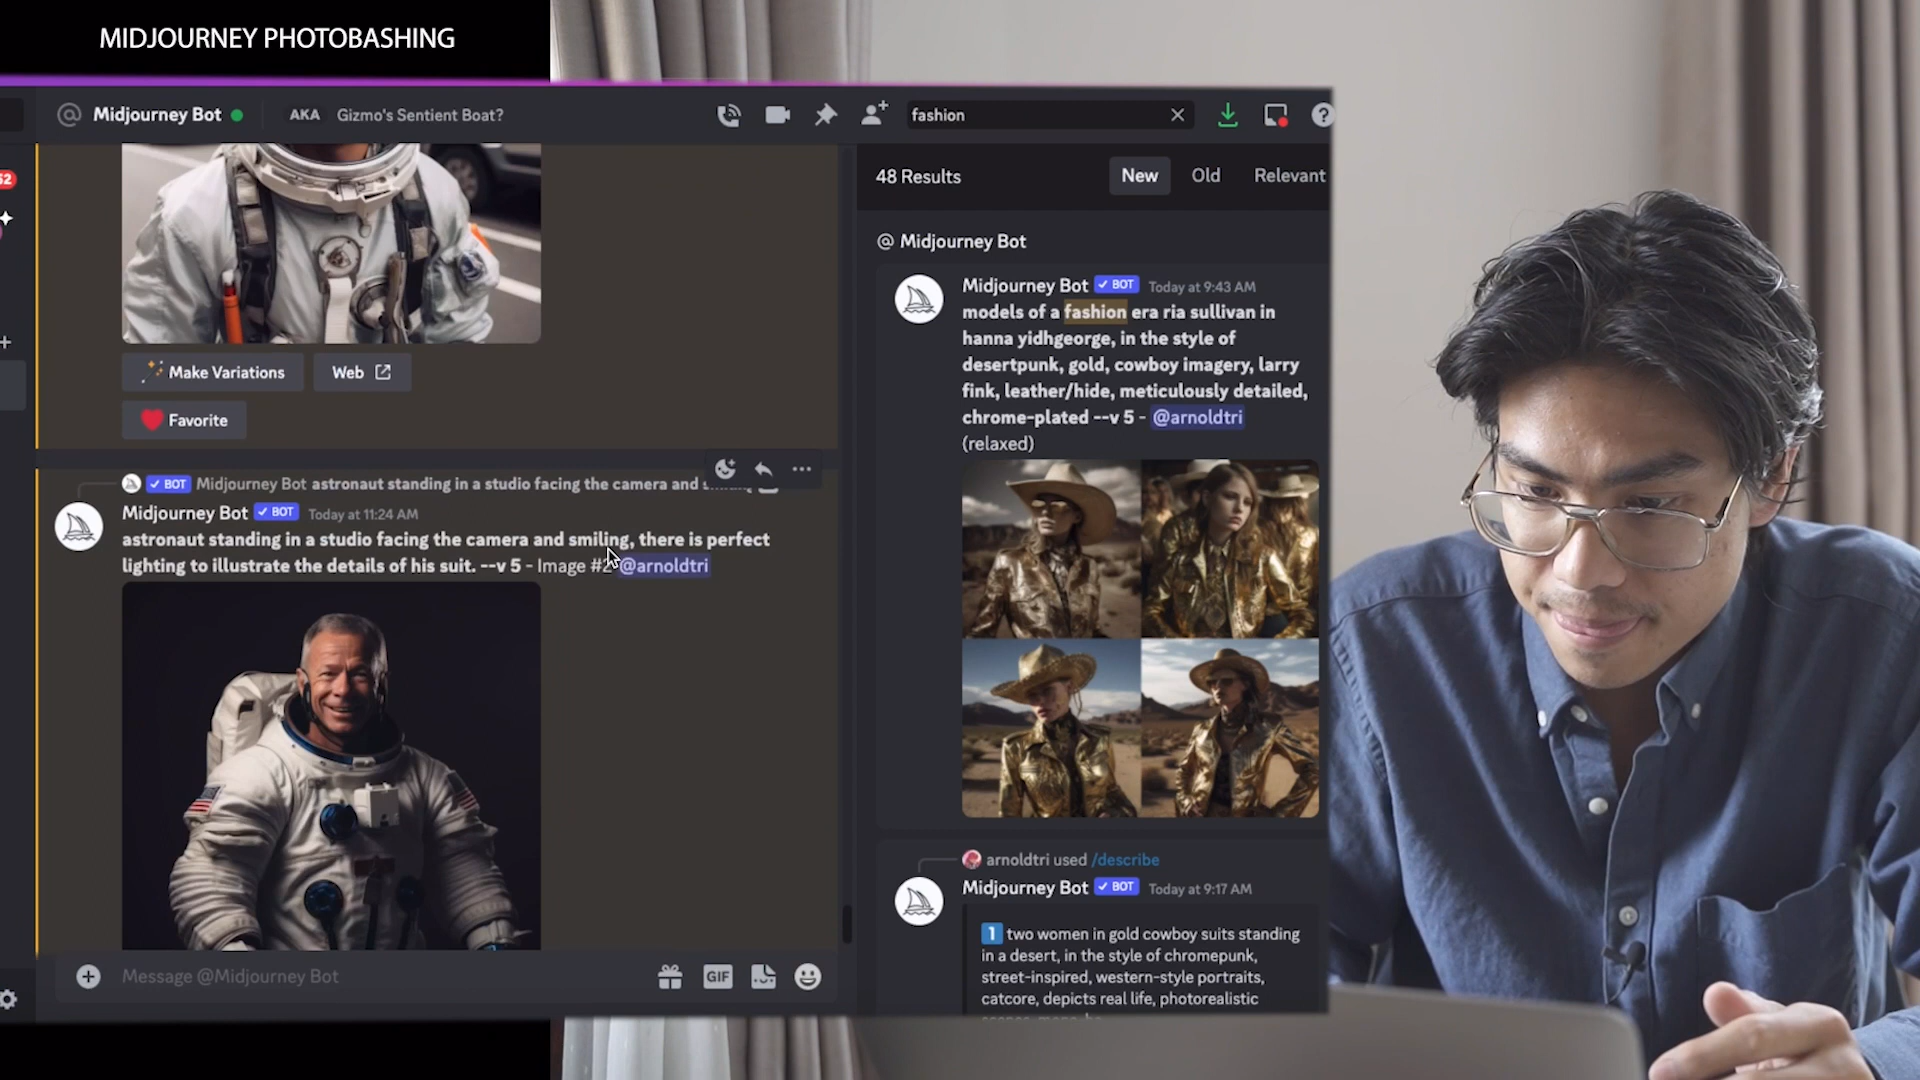 MIDJOURNEY PHOTOBASHING
Midjourney Bot
AKA Gizmo's Sentient Boat?
fashion
52
48 Results
New Old Relevant
@ Midjourney Bot
Midjourney Bot BOT Today at 9:43 AM
models of a fashion era ria sullivan in
hanna yidhgeorge, in the style of
desertpunk, gold, cowboy imagery, larry
fink, leather/hide, meticulously detailed,
chrome-plated --v 5 - @arnoldtri
(relaxed)
Make Variations Web
Favorite
BOT Midjourney Bot astronaut standing in a studio facing the camera and
Midjourney Bot BOT Today at 11:24 AM
astronaut standing in a studio facing the camera and smiling, there is perfect
lighting to illustrate the details of his suit. --v 5 - Image #2 @arnoldtri
arnoldtri used /describe
Midjourney Bot BOT Today at 9:17 AM
1 two women in gold cowboy suits standing
in a desert, in the style of chromepunk,
street-inspired, western-style portraits,
catcore, depicts real life, photorealistic
Message @Midjourney Bot
GIF